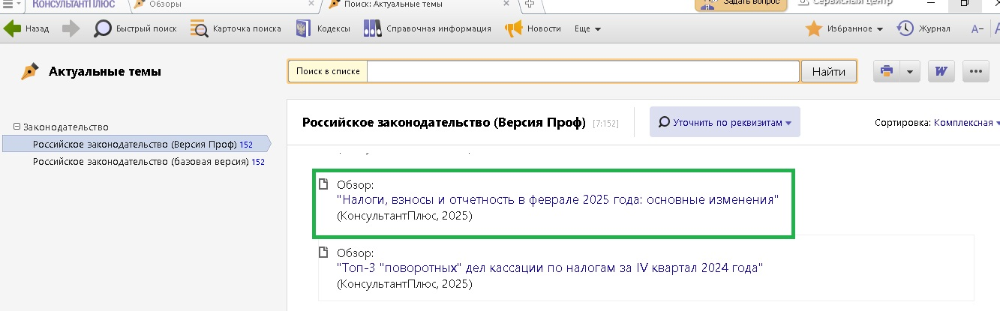 КОНСУЛЬТАНТПЛЮС Обзоры Поиск: Актуальные темы Задать вопрос Сервисный центр
Назад Быстрый поиск Карточка поиска Кодексы Справочная информация Новости Еще Избранное Журнал А−
Актуальные темы Поиск в списке Найти W
Российское законодательство (Версия Проф) [7:152] Уточнить по реквизитам Сортировка: Комплексная
Законодательство
Российское законодательство (Версия Проф) 152
Российское законодательство (базовая версия) 152
Обзор:
"Налоги, взносы и отчетность в феврале 2025 года: основные изменения"
(КонсультантПлюс, 2025)
Обзор:
"Топ-3 "поворотных" дел кассации по налогам за IV квартал 2024 года"
(КонсультантПлюс, 2025)